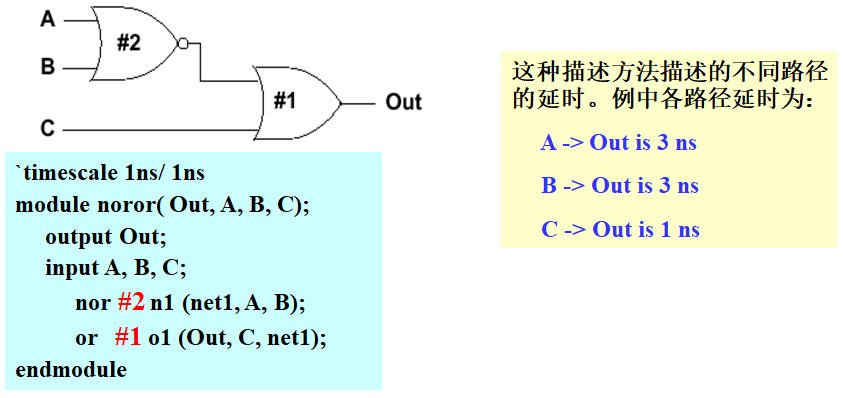 A
#2
B
#1
Out
C
`timescale 1ns/ 1ns
module noror( Out, A, B, C);
output Out;
input A, B, C;
nor #2 n1 (net1, A, B);
or #1 o1 (Out, C, net1);
endmodule
这种描述方法描述的不同路径
的延时。例中各路径延时为：
A -> Out is 3 ns
B -> Out is 3 ns
C -> Out is 1 ns